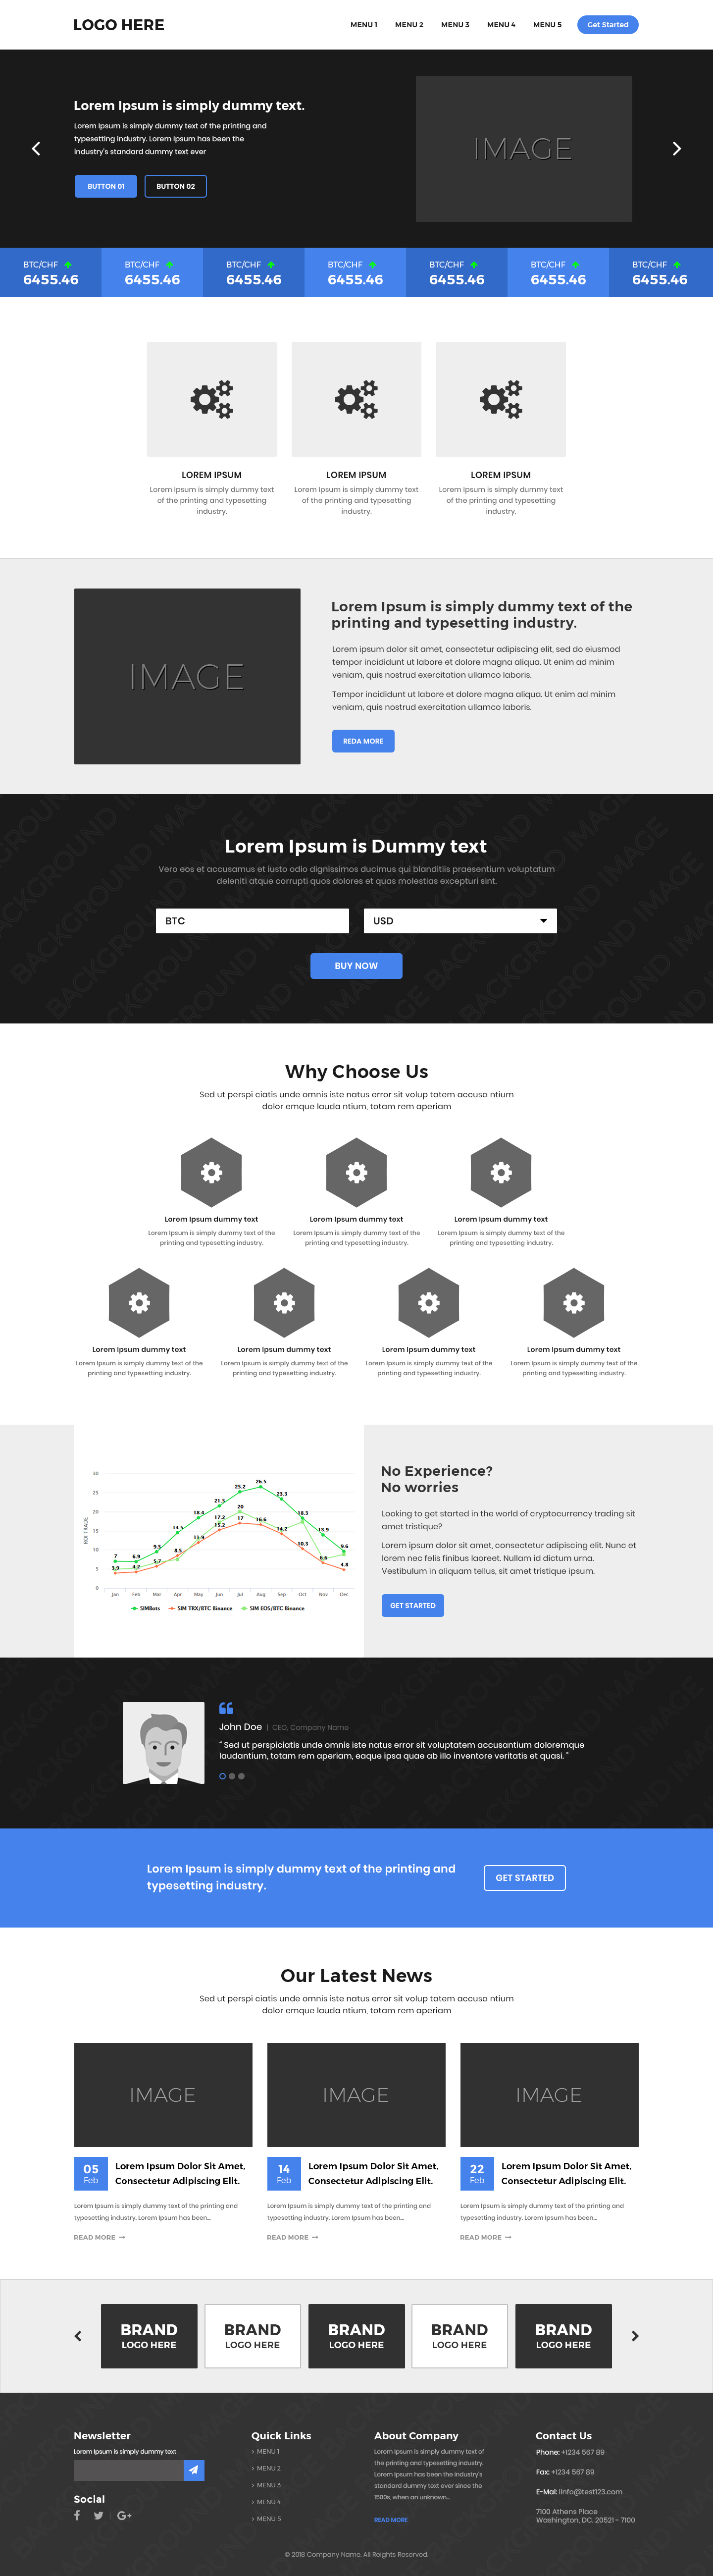 LOGO HERE
MENU 1 MENU 2 MENU 3 MENU 4 MENU 5 Get Started
Lorem Ipsum is simply dummy text.
Lorem Ipsum is simply dummy text of the printing and
typesetting industry. Lorem Ipsum has been the
industry's standard dummy text ever
BUTTON 01 BUTTON 02
IMAGE
BTC/CHF BTC/CHF BTC/CHF BTC/CHF BTC/CHF BTC/CHF BTC/CHF
6455.46 6455.46 6455.46 6455.46 6455.46 6455.46 6455.46
LOREM IPSUM
Lorem Ipsum is simply dummy text
of the printing and typesetting
industry.
LOREM IPSUM
Lorem Ipsum is simply dummy text
of the printing and typesetting
industry.
LOREM IPSUM
Lorem Ipsum is simply dummy text
of the printing and typesetting
industry.
IMAGE
Lorem Ipsum is simply dummy text of the
printing and typesetting industry.
Lorem ipsum dolor sit amet, consectetur adipiscing elit, sed do eiusmod
tempor incididunt ut labore et dolore magna aliqua. Ut enim ad minim
veniam, quis nostrud exercitation ullamco laboris.
Tempor incididunt ut labore et dolore magna aliqua. Ut enim ad minim
veniam, quis nostrud exercitation ullamco laboris.
REDA MORE
Lorem Ipsum is Dummy text
Vero eos et accusamus et iusto odio dignissimos ducimus qui blanditiis praesentium voluptatum
deleniti atque corrupti quos dolores et quas molestias excepturi sint.
BTC USD
BUY NOW
Why Choose Us
Sed ut perspi ciatis unde omnis iste natus error sit volup tatem accusa ntium
dolor emque lauda ntium, totam rem aperiam
Lorem Ipsum dummy text
Lorem Ipsum is simply dummy text of the
printing and typesetting industry.
Lorem Ipsum dummy text
Lorem Ipsum is simply dummy text of the
printing and typesetting industry.
Lorem Ipsum dummy text
Lorem Ipsum is simply dummy text of the
printing and typesetting industry.
Lorem Ipsum dummy text
Lorem Ipsum is simply dummy text of the
printing and typesetting industry.
Lorem Ipsum dummy text
Lorem Ipsum is simply dummy text of the
printing and typesetting industry.
Lorem Ipsum dummy text
Lorem Ipsum is simply dummy text of the
printing and typesetting industry.
Lorem Ipsum dummy text
Lorem Ipsum is simply dummy text of the
printing and typesetting industry.
ROI TRADE
30
25
20
15
10
5
0
7 6.9 9.5 14.5 18.4 21.5 25.2 26.5 23.3 18.3 13.9 9.6
17.2 20
3.9 4.2 5.7 8.5 11.9 15.2 17 16.6 14.2 10.3 6.6 4.8
Jan Feb Mar Apr May Jun Jul Aug Sep Oct Nov Dec
SIMBots SIM TRX/BTC Binance SIM EOS/BTC Binance
No Experience?
No worries
Looking to get started in the world of cryptocurrency trading sit
amet tristique?
Lorem ipsum dolor sit amet, consectetur adipiscing elit. Nunc et
lorem nec felis finibus laoreet. Nullam id dictum urna.
Vestibulum in aliquam tellus, sit amet tristique ipsum.
GET STARTED
John Doe | CEO, Company Name
" Sed ut perspiciatis unde omnis iste natus error sit voluptatem accusantium doloremque
laudantium, totam rem aperiam, eaque ipsa quae ab illo inventore veritatis et quasi. "
Lorem Ipsum is simply dummy text of the printing and
typesetting industry.
GET STARTED
Our Latest News
Sed ut perspi ciatis unde omnis iste natus error sit volup tatem accusa ntium
dolor emque lauda ntium, totam rem aperiam
IMAGE
05
Feb
Lorem Ipsum Dolor Sit Amet,
Consectetur Adipiscing Elit.
Lorem Ipsum is simply dummy text of the printing and
typesetting industry. Lorem Ipsum has been...
READ MORE
IMAGE
14
Feb
Lorem Ipsum Dolor Sit Amet,
Consectetur Adipiscing Elit.
Lorem Ipsum is simply dummy text of the printing and
typesetting industry. Lorem Ipsum has been...
READ MORE
IMAGE
22
Feb
Lorem Ipsum Dolor Sit Amet,
Consectetur Adipiscing Elit.
Lorem Ipsum is simply dummy text of the printing and
typesetting industry. Lorem Ipsum has been...
READ MORE
BRAND BRAND BRAND BRAND BRAND
LOGO HERE LOGO HERE LOGO HERE LOGO HERE LOGO HERE
Newsletter
Lorem Ipsum is simply dummy text
Social
Quick Links
MENU 1
MENU 2
MENU 3
MENU 4
MENU 5
About Company
Lorem Ipsum is simply dummy text of
the printing and typesetting industry.
Lorem Ipsum has been the industry's
standard dummy text ever since the
1500s, when an unknown...
READ MORE
Contact Us
Phone: +1234 567 89
Fax: +1234 567 89
E-Mai: iinfo@test123.com
7100 Athens Place
Washington, DC. 20521 - 7100
© 2018 Company Name. All Reights Reserved.